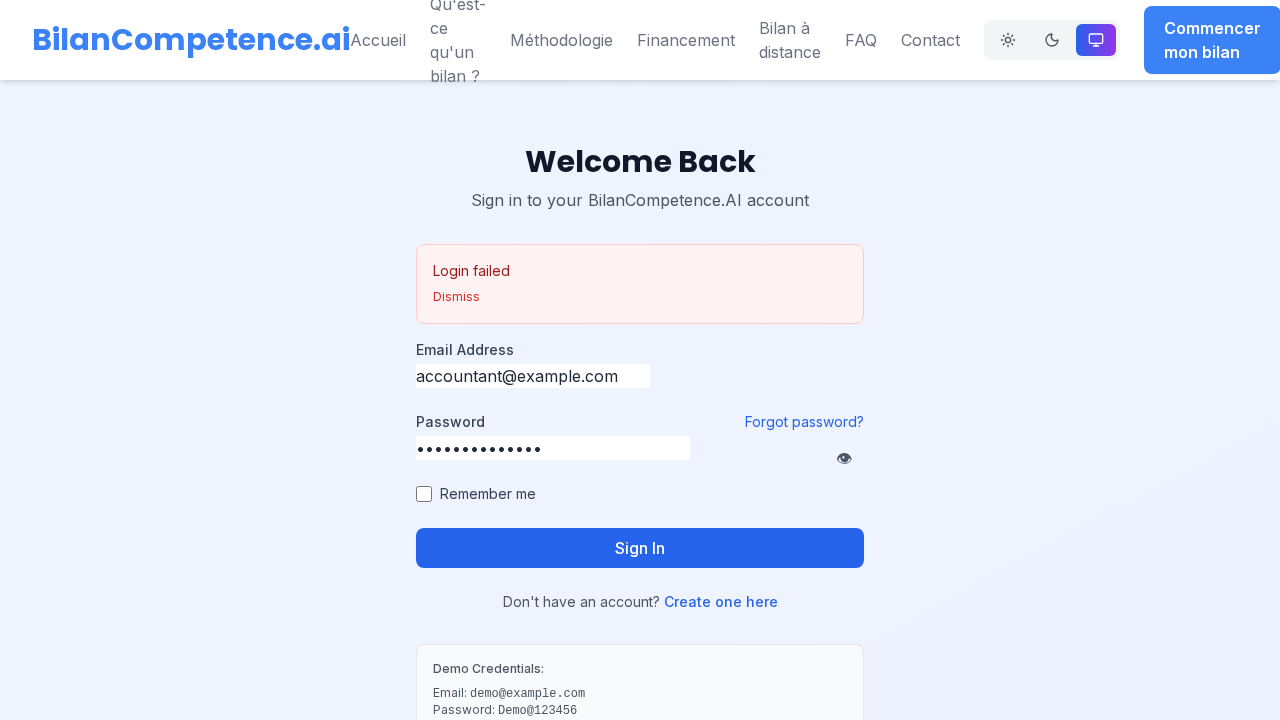 BilanCompetence.ai
Accueil
Qu'est-
ce
qu'un
bilan ?
Méthodologie
Financement
Bilan à
distance
FAQ
Contact
Commencer
mon bilan
Welcome Back
Sign in to your BilanCompetence.AI account
Login failed
Dismiss
Email Address
accountant@example.com
Password
Forgot password?
••••••••••••••
Remember me
Sign In
Don't have an account? Create one here
Demo Credentials:
Email: demo@example.com
Password: Demo@123456